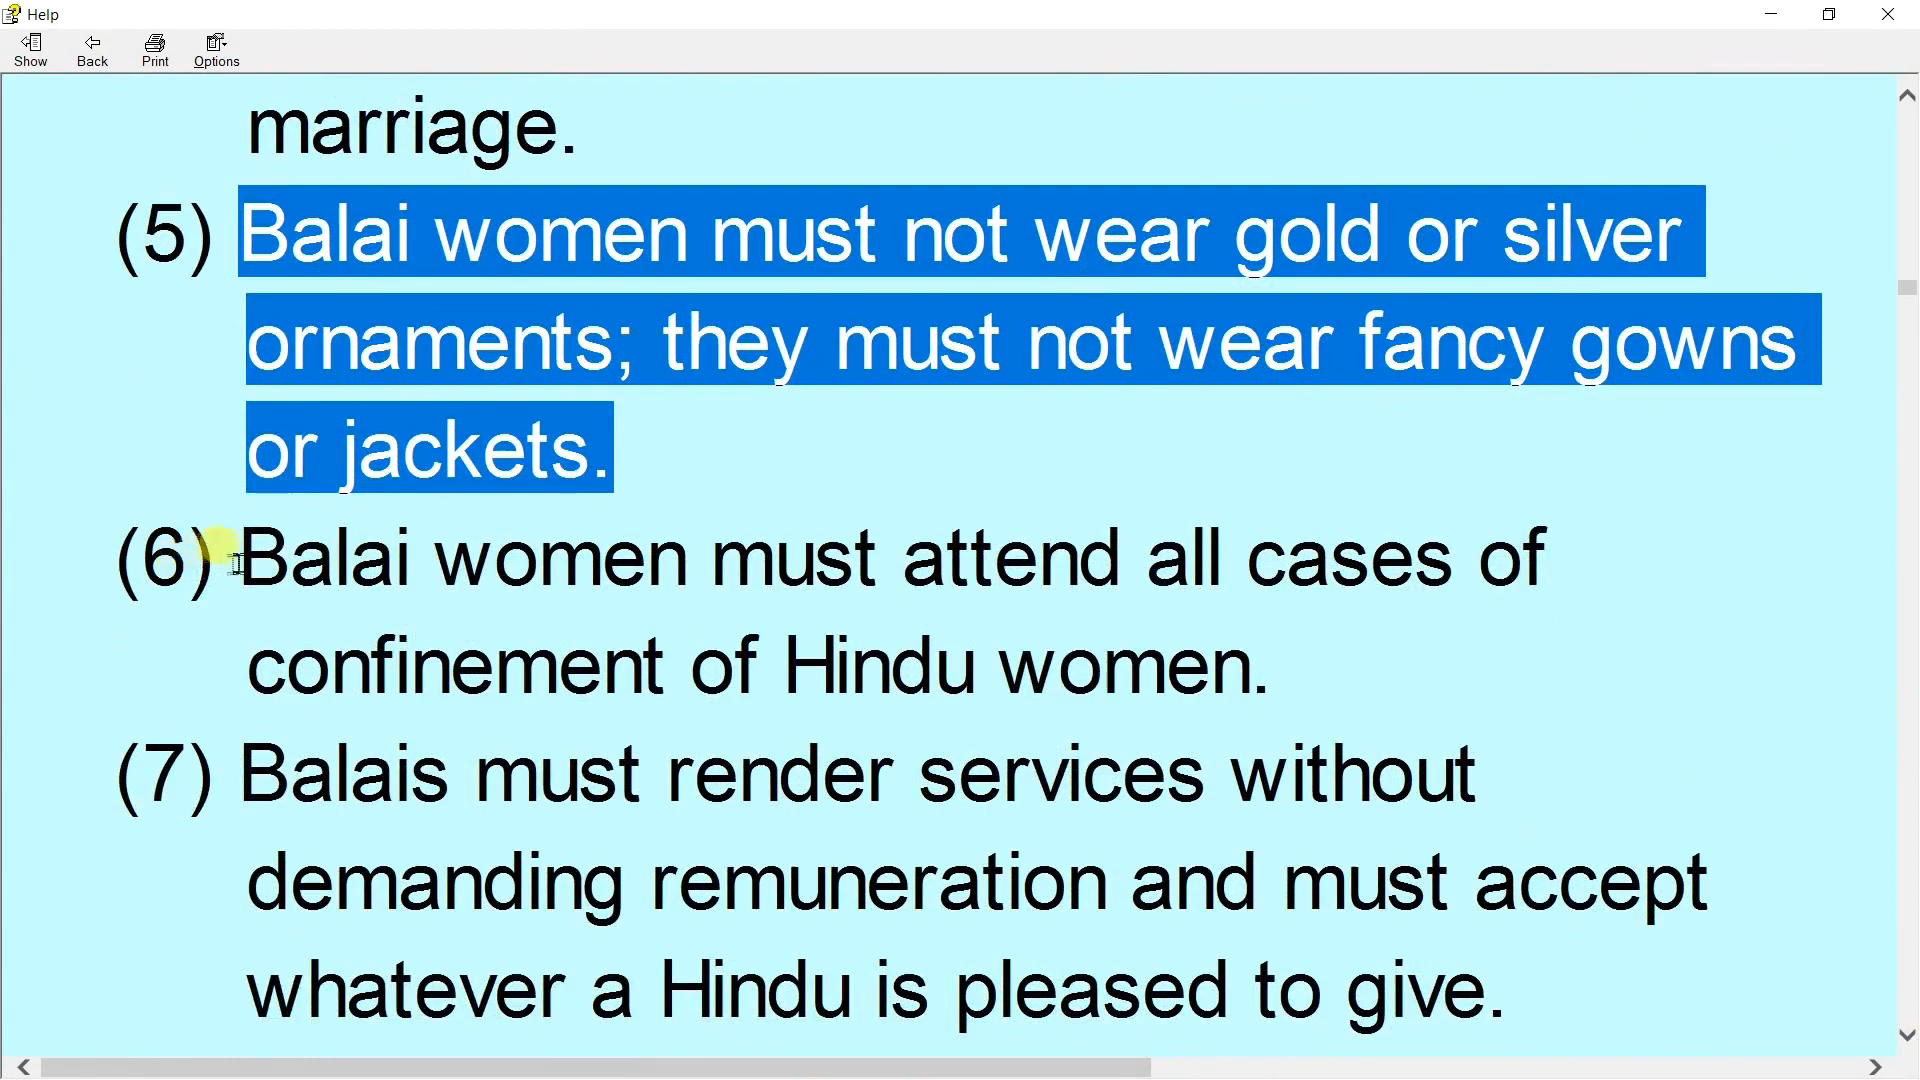 Help
Show Back Print Options
marriage.
(5) Balai women must not wear gold or silver
ornaments; they must not wear fancy gowns
or jackets.
(6) Balai women must attend all cases of
confinement of Hindu women.
(7) Balais must render services without
demanding remuneration and must accept
whatever a Hindu is pleased to give.